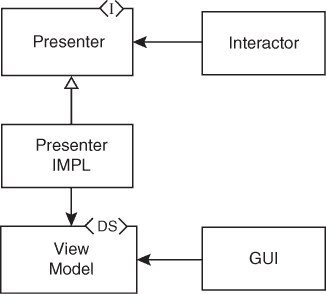 <I>
Presenter
Interactor
Presenter
IMPL
<DS>
View
Model
GUI